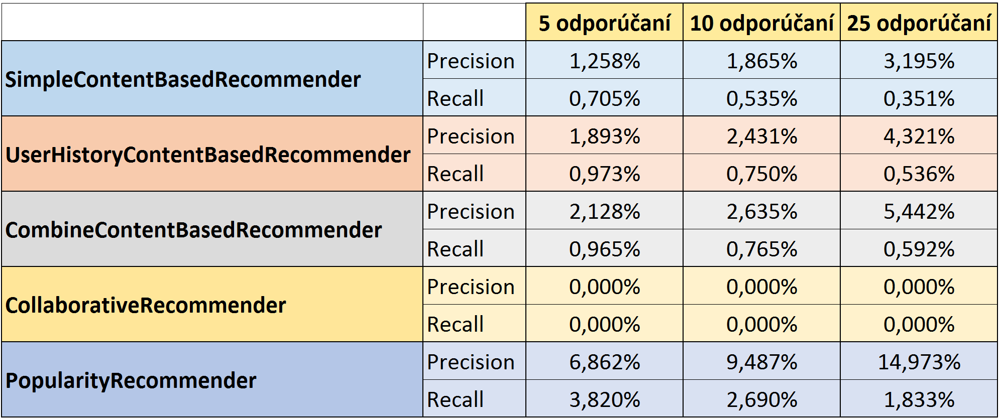 5 odporúčaní 10 odporúčaní 25 odporúčaní
SimpleContentBasedRecommender
Precision 1,258% 1,865% 3,195%
Recall 0,705% 0,535% 0,351%
UserHistoryContentBasedRecommender
Precision 1,893% 2,431% 4,321%
Recall 0,973% 0,750% 0,536%
CombineContentBasedRecommender
Precision 2,128% 2,635% 5,442%
Recall 0,965% 0,765% 0,592%
CollaborativeRecommender
Precision 0,000% 0,000% 0,000%
Recall 0,000% 0,000% 0,000%
PopularityRecommender
Precision 6,862% 9,487% 14,973%
Recall 3,820% 2,690% 1,833%